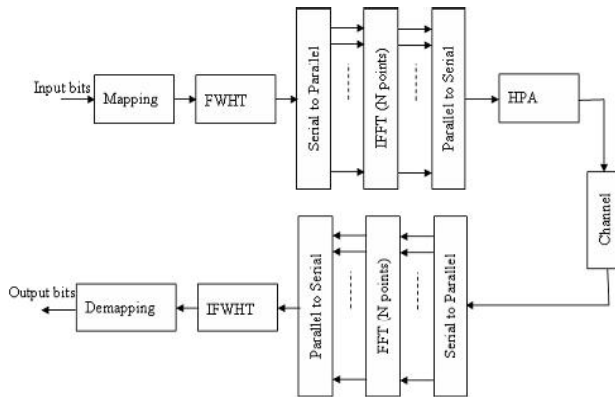 Input bits
Mapping
FWHT
Serial to Parallel
IFFT (N points)
Parallel to Serial
HPA
Channel
Output bits
Demapping
IFWHT
Parallel to Serial
FFT (N points)
Serial to Parallel